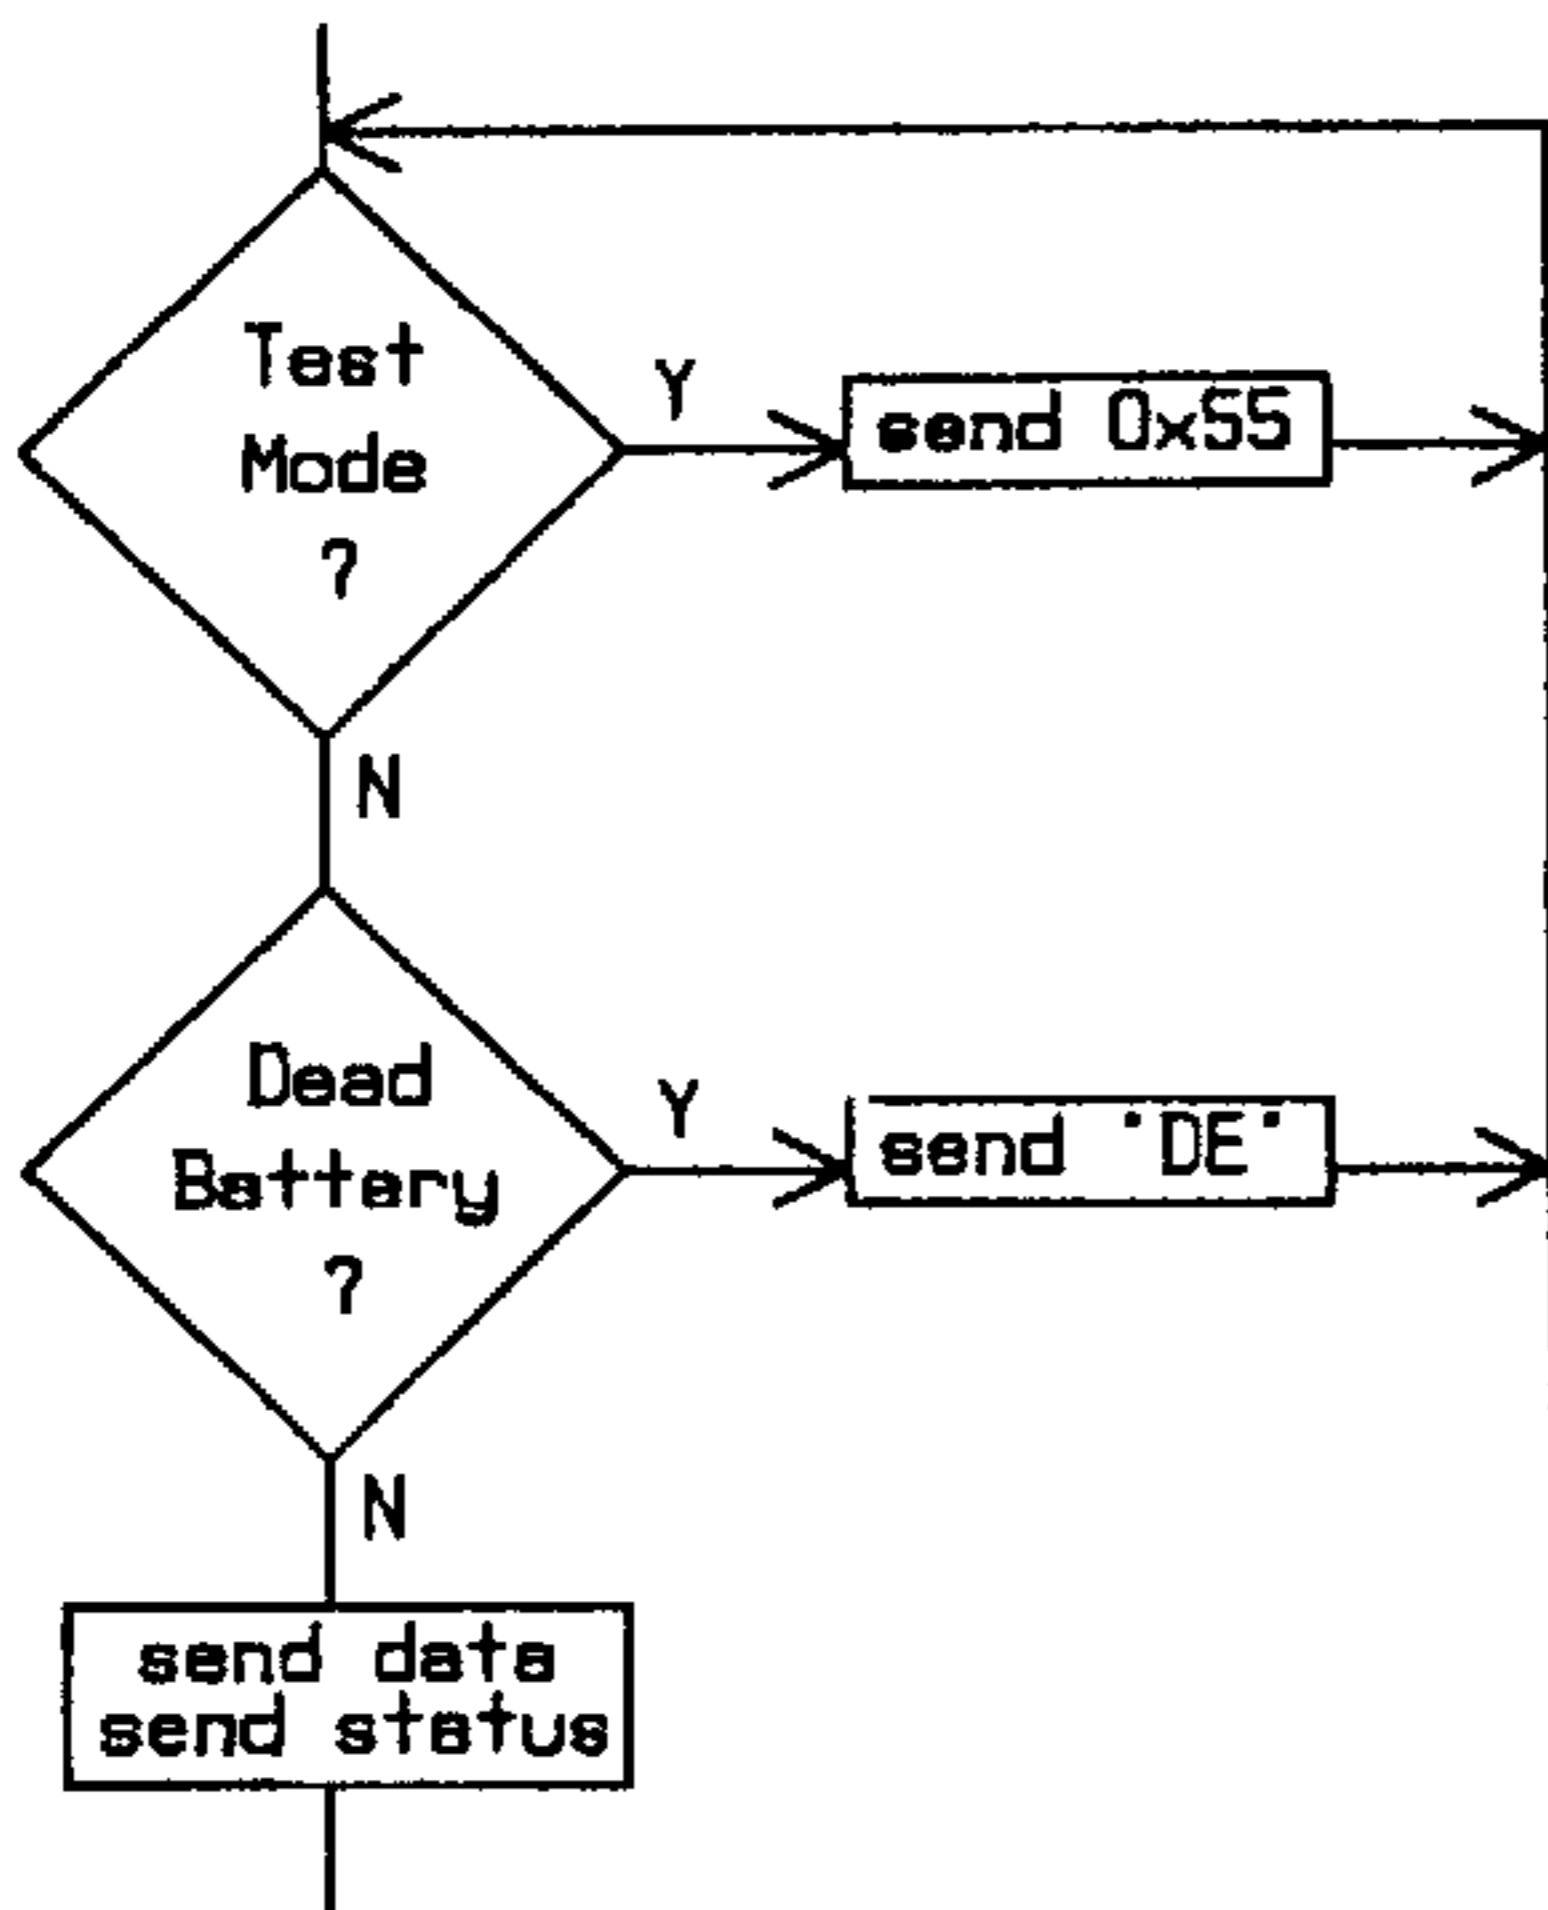 Test
Mode
?
Y
send 0x55
N
Dead
Battery
?
Y
send 'DE'
N
send data
send status